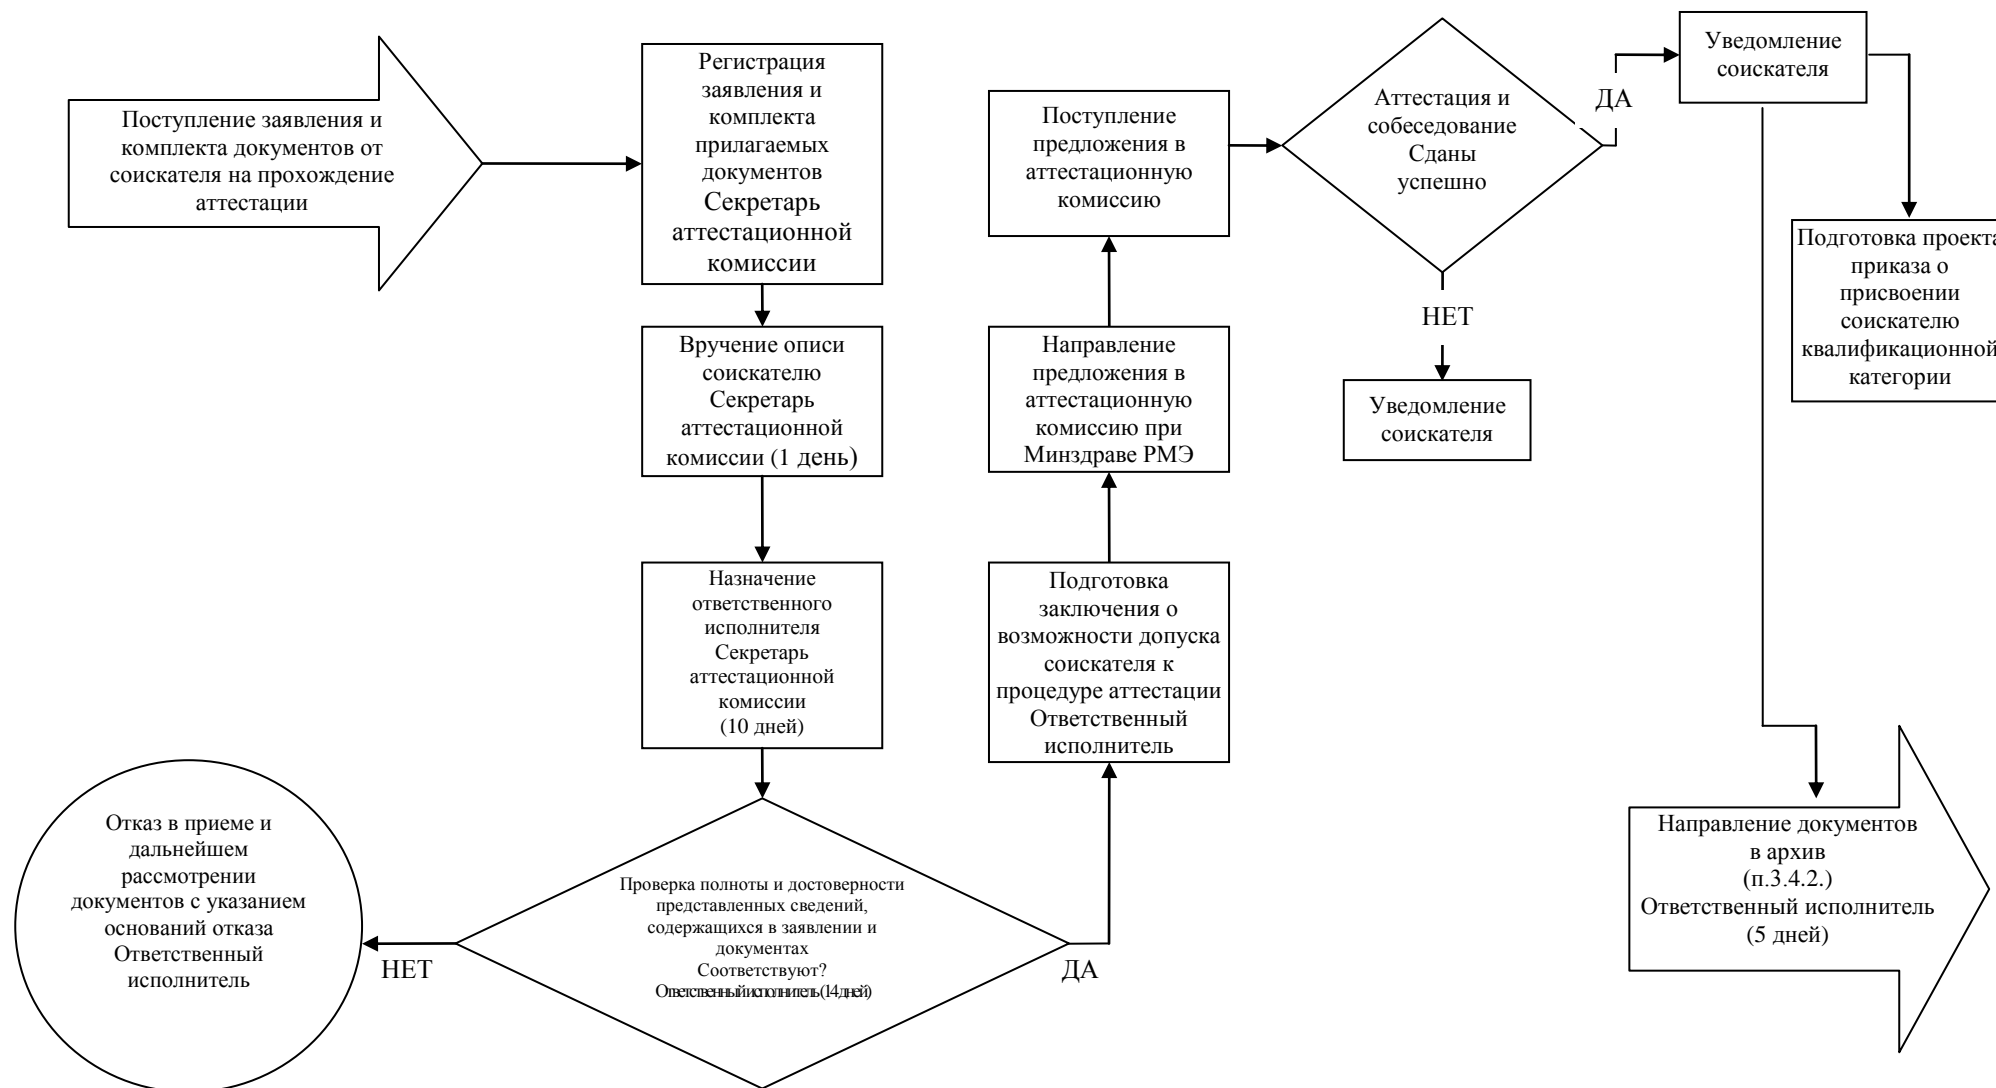 Поступление заявления и
комплекта документов от
соискателя на прохождение
аттестации
Регистрация
заявления и
комплекта
прилагаемых
документов
Секретарь
аттестационной
комиссии
Вручение описи
соискателю
Секретарь
аттестационной
комиссии (1 день)
Назначение
ответственного
исполнителя
Секретарь
аттестационной
комиссии
(10 дней)
Проверка полноты и достоверности
представленных сведений,
содержащихся в заявлении и
документах
Соответствуют?
Ответственный исполнитель (14 дней)
НЕТ
Отказ в приеме и
дальнейшем
рассмотрении
документов с указанием
оснований отказа
Ответственный
исполнитель
ДА
Подготовка
заключения о
возможности допуска
соискателя к
процедуре аттестации
Ответственный
исполнитель
Направление
предложения в
аттестационную
комиссию при
Минздраве РМЭ
Поступление
предложения в
аттестационную
комиссию
Аттестация и
собеседование
Сданы
успешно
НЕТ
Уведомление
соискателя
ДА
Уведомление
соискателя
Подготовка проекта
приказа о
присвоении
соискателю
квалификационной
категории
Направление документов
в архив
(п.3.4.2.)
Ответственный исполнитель
(5 дней)